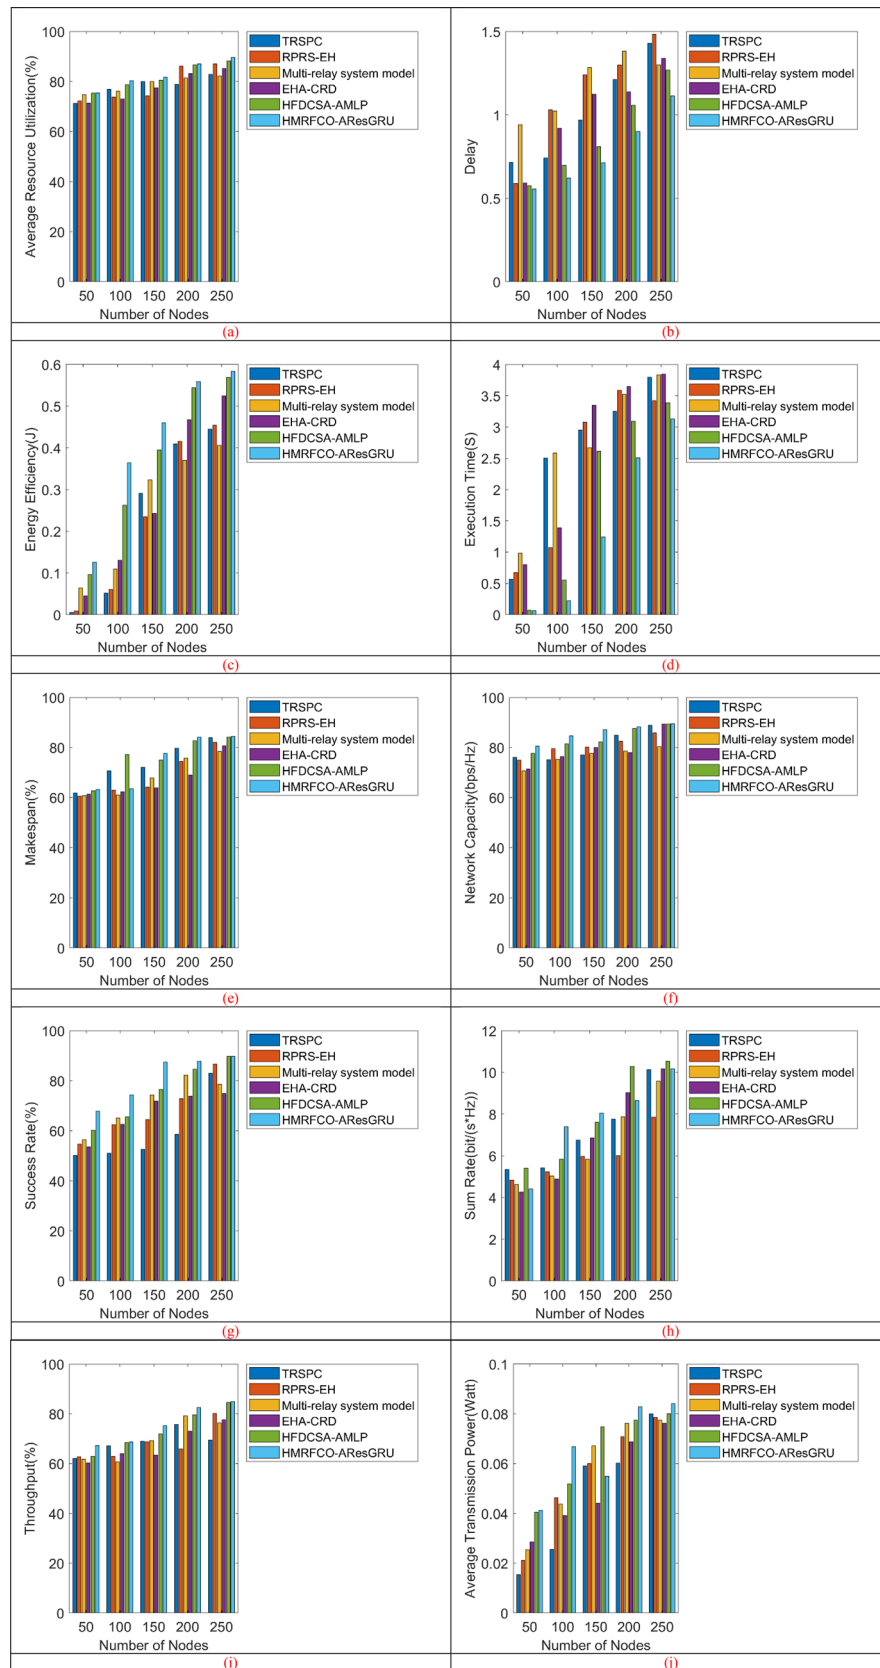 100
80
60
40
20
0
Average Resource Utilization(%)
50 100 150 200 250
Number of Nodes
TRSPC
RPRS-EH
Multi-relay system model
EHA-CRD
HFDCSA-AMLP
HMRFCO-AResGRU
(a)
1.5
1
0.5
0
Delay
50 100 150 200 250
Number of Nodes
TRSPC
RPRS-EH
Multi-relay system model
EHA-CRD
HFDCSA-AMLP
HMRFCO-AResGRU
(b)
0.6
0.5
0.4
0.3
0.2
0.1
0
Energy Efficiency(J)
50 100 150 200 250
Number of Nodes
TRSPC
RPRS-EH
Multi-relay system model
EHA-CRD
HFDCSA-AMLP
HMRFCO-AResGRU
(c)
4
3.5
3
2.5
2
1.5
1
0.5
0
Execution Time(S)
50 100 150 200 250
Number of Nodes
TRSPC
RPRS-EH
Multi-relay system model
EHA-CRD
HFDCSA-AMLP
HMRFCO-AResGRU
(d)
100
80
60
40
20
0
Makespan(%)
50 100 150 200 250
Number of Nodes
TRSPC
RPRS-EH
Multi-relay system model
EHA-CRD
HFDCSA-AMLP
HMRFCO-AResGRU
(e)
100
80
60
40
20
0
Network Capacity(bps/Hz)
50 100 150 200 250
Number of Nodes
TRSPC
RPRS-EH
Multi-relay system model
EHA-CRD
HFDCSA-AMLP
HMRFCO-AResGRU
(f)
100
80
60
40
20
0
Success Rate(%)
50 100 150 200 250
Number of Nodes
TRSPC
RPRS-EH
Multi-relay system model
EHA-CRD
HFDCSA-AMLP
HMRFCO-AResGRU
(g)
12
10
8
6
4
2
0
Sum Rate(bit/(s*Hz))
50 100 150 200 250
Number of Nodes
TRSPC
RPRS-EH
Multi-relay system model
EHA-CRD
HFDCSA-AMLP
HMRFCO-AResGRU
(h)
100
80
60
40
20
0
Throughput(%)
50 100 150 200 250
Number of Nodes
TRSPC
RPRS-EH
Multi-relay system model
EHA-CRD
HFDCSA-AMLP
HMRFCO-AResGRU
(i)
0.1
0.08
0.06
0.04
0.02
0
Average Transmission Power(Watt)
50 100 150 200 250
Number of Nodes
TRSPC
RPRS-EH
Multi-relay system model
EHA-CRD
HFDCSA-AMLP
HMRFCO-AResGRU
(j)